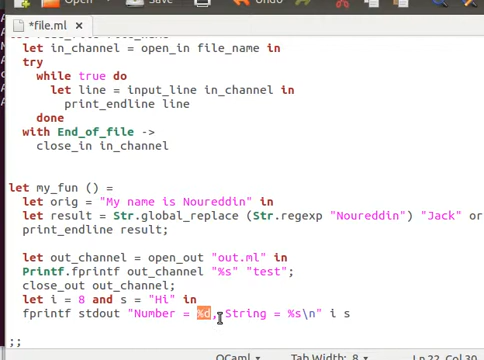 Open Save Undo
*file.ml ×
let in_channel = open_in file_name in
try
while true do
let line = input_line in_channel in
print_endline line
done
with End_of_file ->
close_in in_channel
let my_fun () =
let orig = "My name is Noureddin" in
let result = Str.global_replace (Str.regexp "Noureddin") "Jack" or
print_endline result;
let out_channel = open_out "out.ml" in
Printf.fprintf out_channel "%s" "test";
close_out out_channel;
let i = 8 and s = "Hi" in
fprintf stdout "Number = %d, String = %s\n" i s
;;
OCaml Tab Width: 8 Ln 22, Col 30